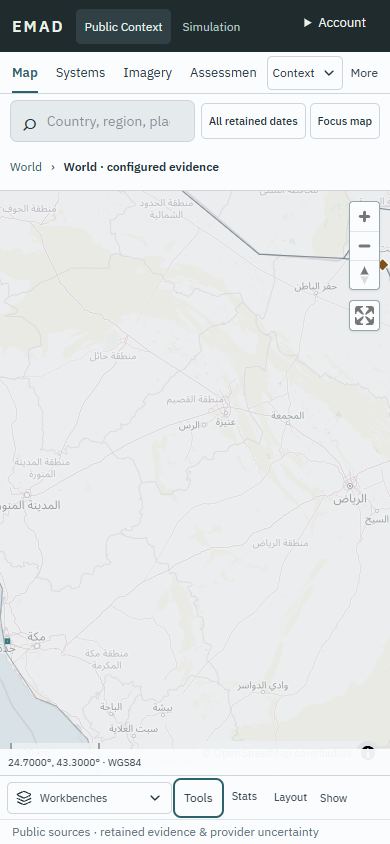 EMAD
Public Context
Simulation
Account
Map
Systems
Imagery
Assessmen
Context
More
Country, region, pla
All retained dates
Focus map
World › World · configured evidence
منطقة الجوف
منطقة الحدود
الشمالية
حفر الباطن
منطقة حائل
منطقة القصيم
عنيزة
الرس
المجمعة
منطقة المدينة
المنورة
المدينة المنور
الرياض
السيح
منطقة الرياض
مكة
جدة
منطقة مكة
المكرمة
وادي الدواسر
الباحة
بيشة
سبت العلاية
24.7000°, 43.3000° · WGS84
Workbenches
Tools
Stats
Layout
Show
Public sources · retained evidence & provider uncertainty